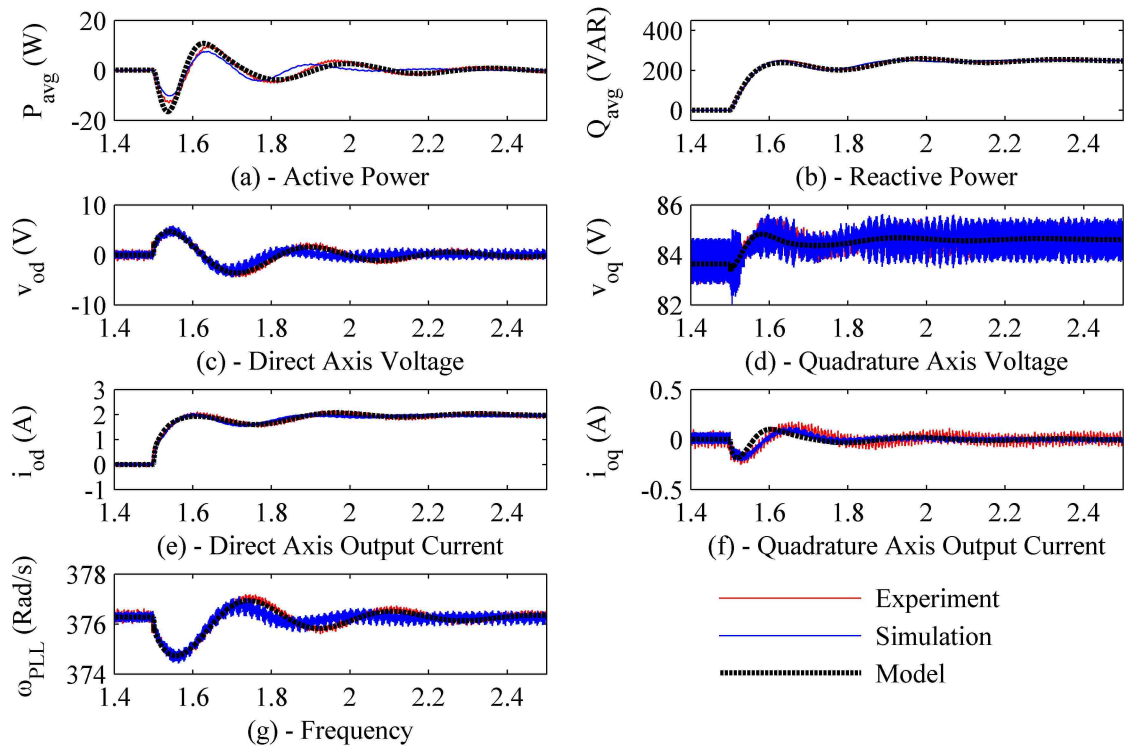 P_avg (W)
20
0
-20
1.4 1.6 1.8 2 2.2 2.4
(a) - Active Power
Q_avg (VAR)
400
200
0
1.4 1.6 1.8 2 2.2 2.4
(b) - Reactive Power
v_od (V)
10
0
-10
1.4 1.6 1.8 2 2.2 2.4
(c) - Direct Axis Voltage
v_oq (V)
86
84
82
1.4 1.6 1.8 2 2.2 2.4
(d) - Quadrature Axis Voltage
i_od (A)
3
2
1
0
-1
1.4 1.6 1.8 2 2.2 2.4
(e) - Direct Axis Output Current
i_oq (A)
0.5
0
-0.5
1.4 1.6 1.8 2 2.2 2.4
(f) - Quadrature Axis Output Current
ω_PLL (Rad/s)
378
376
374
1.4 1.6 1.8 2 2.2 2.4
(g) - Frequency
Experiment
Simulation
Model